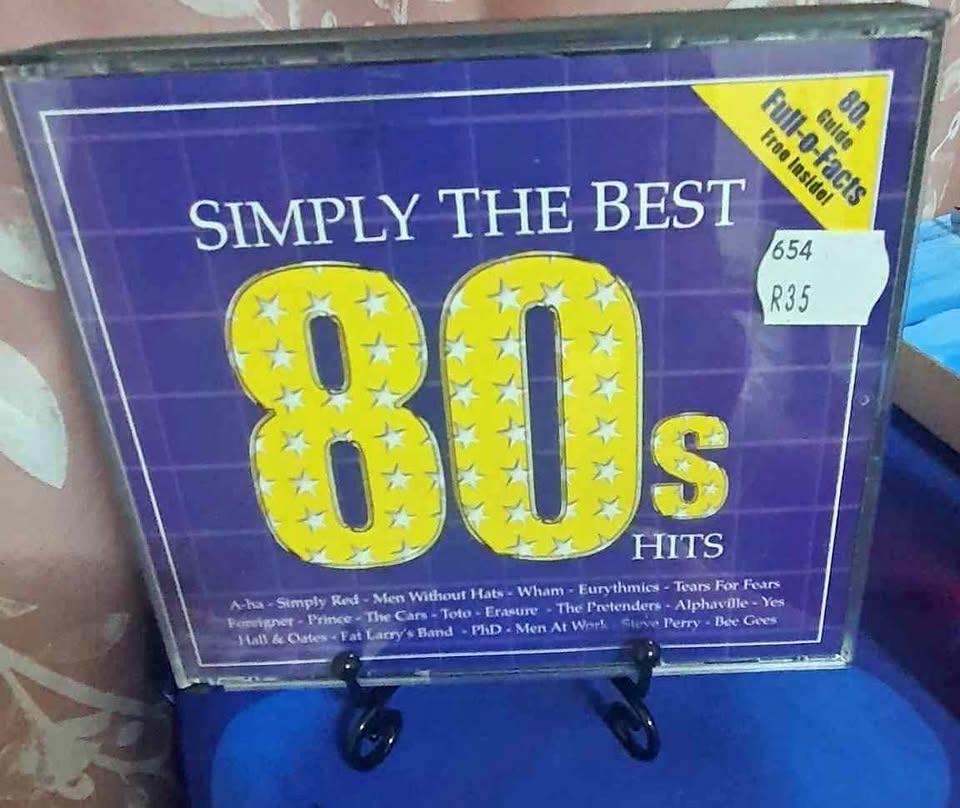 80s
Guide
Full-o-Facts
Free Inside!
SIMPLY THE BEST
654
R35
80s
HITS
A-ha - Simply Red - Men Without Hats - Wham - Eurythmics - Tears For Fears
Foreigner - Prince - The Cars - Toto - Erasure - The Pretenders - Alphaville - Yes
Hall & Oates - Fat Larry's Band - PhD - Men At Work - Steve Perry - Bee Gees